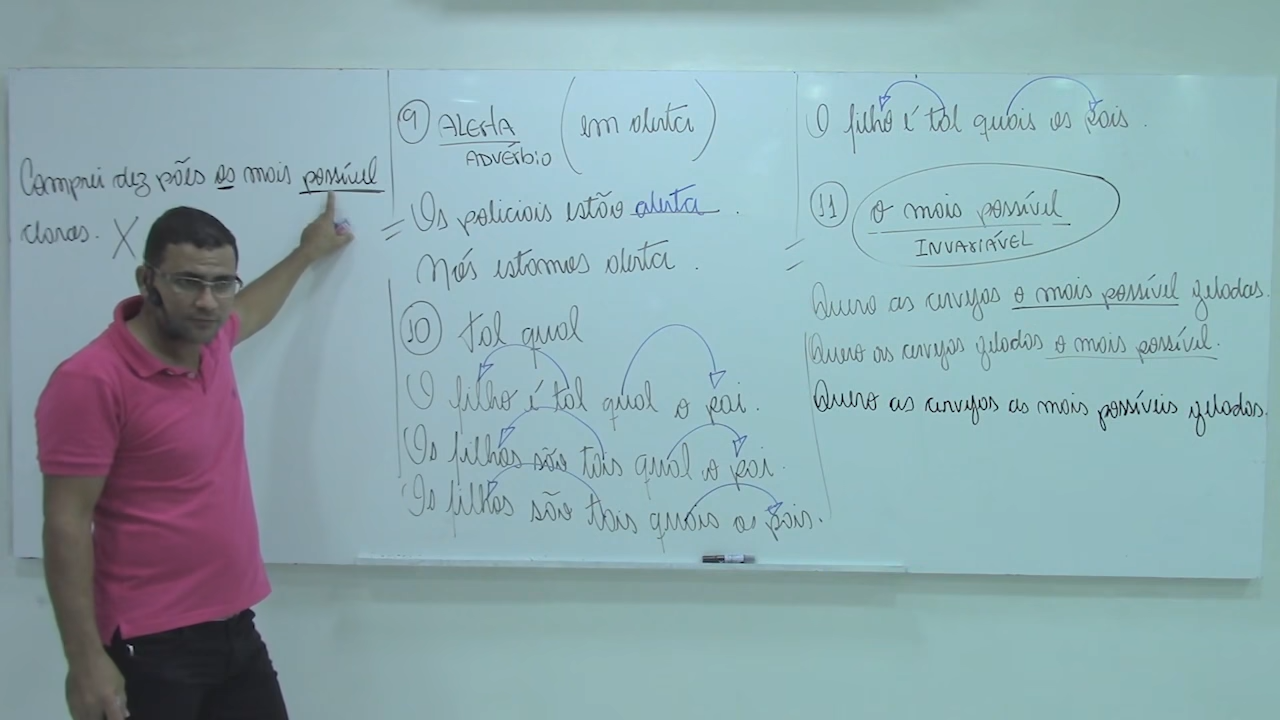 Comprei dez pães os mais possível
claros. X
9 ALERTA (em alerta)
ADVÉRBIO
Os policiais estão alerta.
Nós estamos alerta.
10 Tal qual
O filho é tal qual o pai.
Os filhos são tais qual o pai.
Os filhos são tais quais os pais.
O filho é tal quais os pais.
11 o mais possível
INVARIÁVEL
Quero as cervejas o mais possível geladas.
Quero as cervejas geladas o mais possível.
Quero as cervejas as mais possíveis geladas.